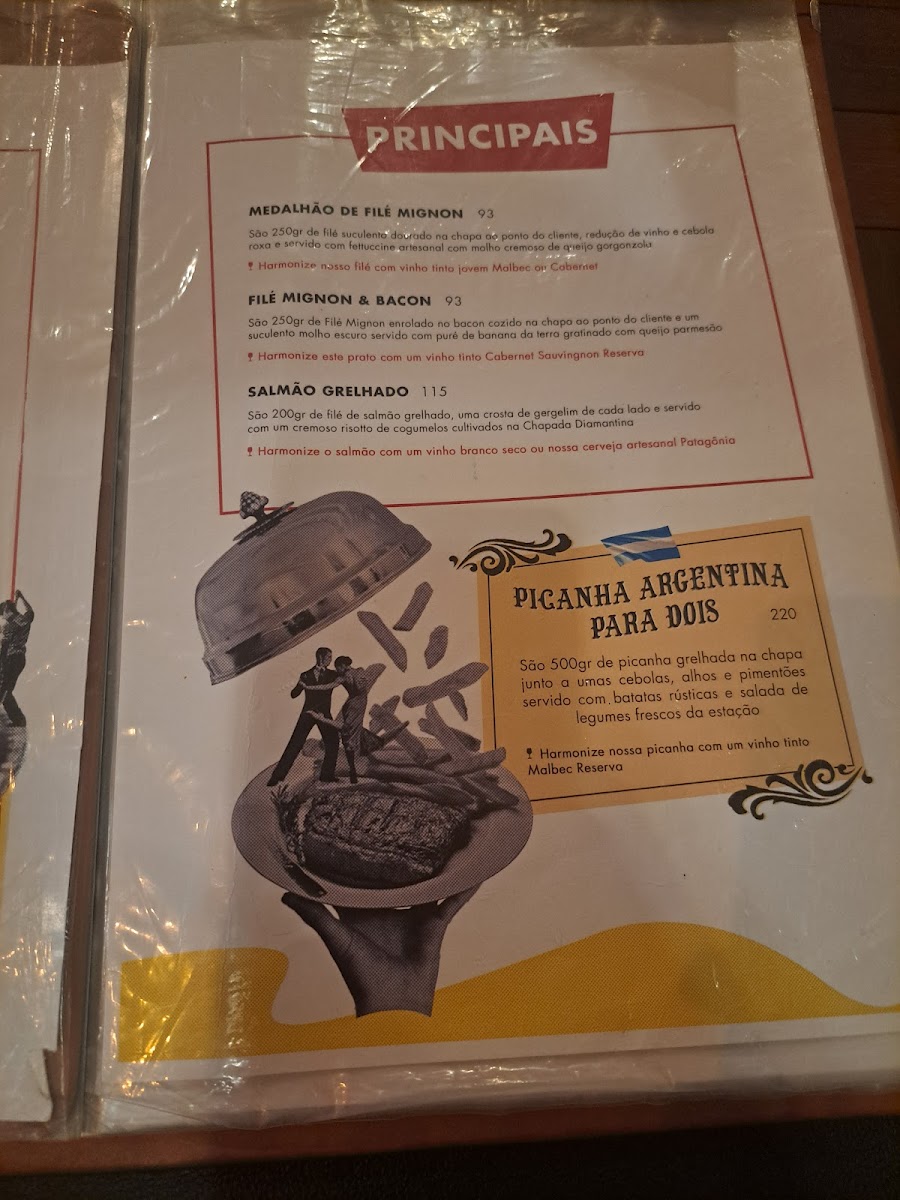 PRINCIPAIS
MEDALHÃO DE FILÉ MIGNON 93
São 250gr de filé suculento dourado na chapa ao ponto do cliente, redução de vinho e cebola
roxa e servido com fettuccine artesanal com molho cremoso de queijo gorgonzola
Harmonize nosso filé com vinho tinto jovem Malbec ou Cabernet
FILÉ MIGNON & BACON 93
São 250gr de Filé Mignon enrolado no bacon cozido na chapa ao ponto do cliente e um
suculento molho escuro servido com purê de banana da terra gratinado com queijo parmesão
Harmonize este prato com um vinho tinto Cabernet Sauvingnon Reserva
SALMÃO GRELHADO 115
São 200gr de filé de salmão grelhado, uma crosta de gergelim de cada lado e servido
com um cremoso risotto de cogumelos cultivados na Chapada Diamantina
Harmonize o salmão com um vinho branco seco ou nossa cerveja artesanal Patagônia
PICANHA ARGENTINA
PARA DOIS 220
São 500gr de picanha grelhada na chapa
junto a umas cebolas, alhos e pimentões
servido com batatas rústicas e salada de
legumes frescos da estação
Harmonize nossa picanha com um vinho tinto
Malbec Reserva